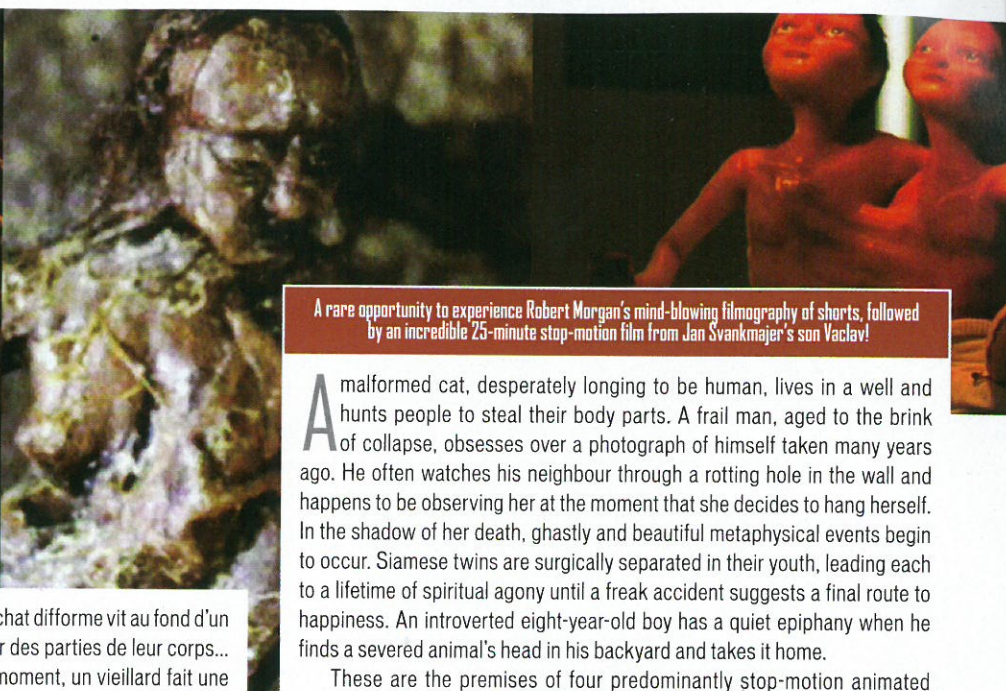 A rare opportunity to experience Robert Morgan's mind-blowing filmography of shorts, followed
by an incredible 25-minute stop-motion film from Jan Svankmajer's son Vaclav!
A malformed cat, desperately longing to be human, lives in a well and
hunts people to steal their body parts. A frail man, aged to the brink
of collapse, obsesses over a photograph of himself taken many years
ago. He often watches his neighbour through a rotting hole in the wall and
happens to be observing her at the moment that she decides to hang herself.
In the shadow of her death, ghastly and beautiful metaphysical events begin
to occur. Siamese twins are surgically separated in their youth, leading each
to a lifetime of spiritual agony until a freak accident suggests a final route to
happiness. An introverted eight-year-old boy has a quiet epiphany when he
finds a severed animal's head in his backyard and takes it home.
These are the premises of four predominantly stop-motion animated
chat difforme vit au fond d'un
r des parties de leur corps...
moment, un vieillard fait une